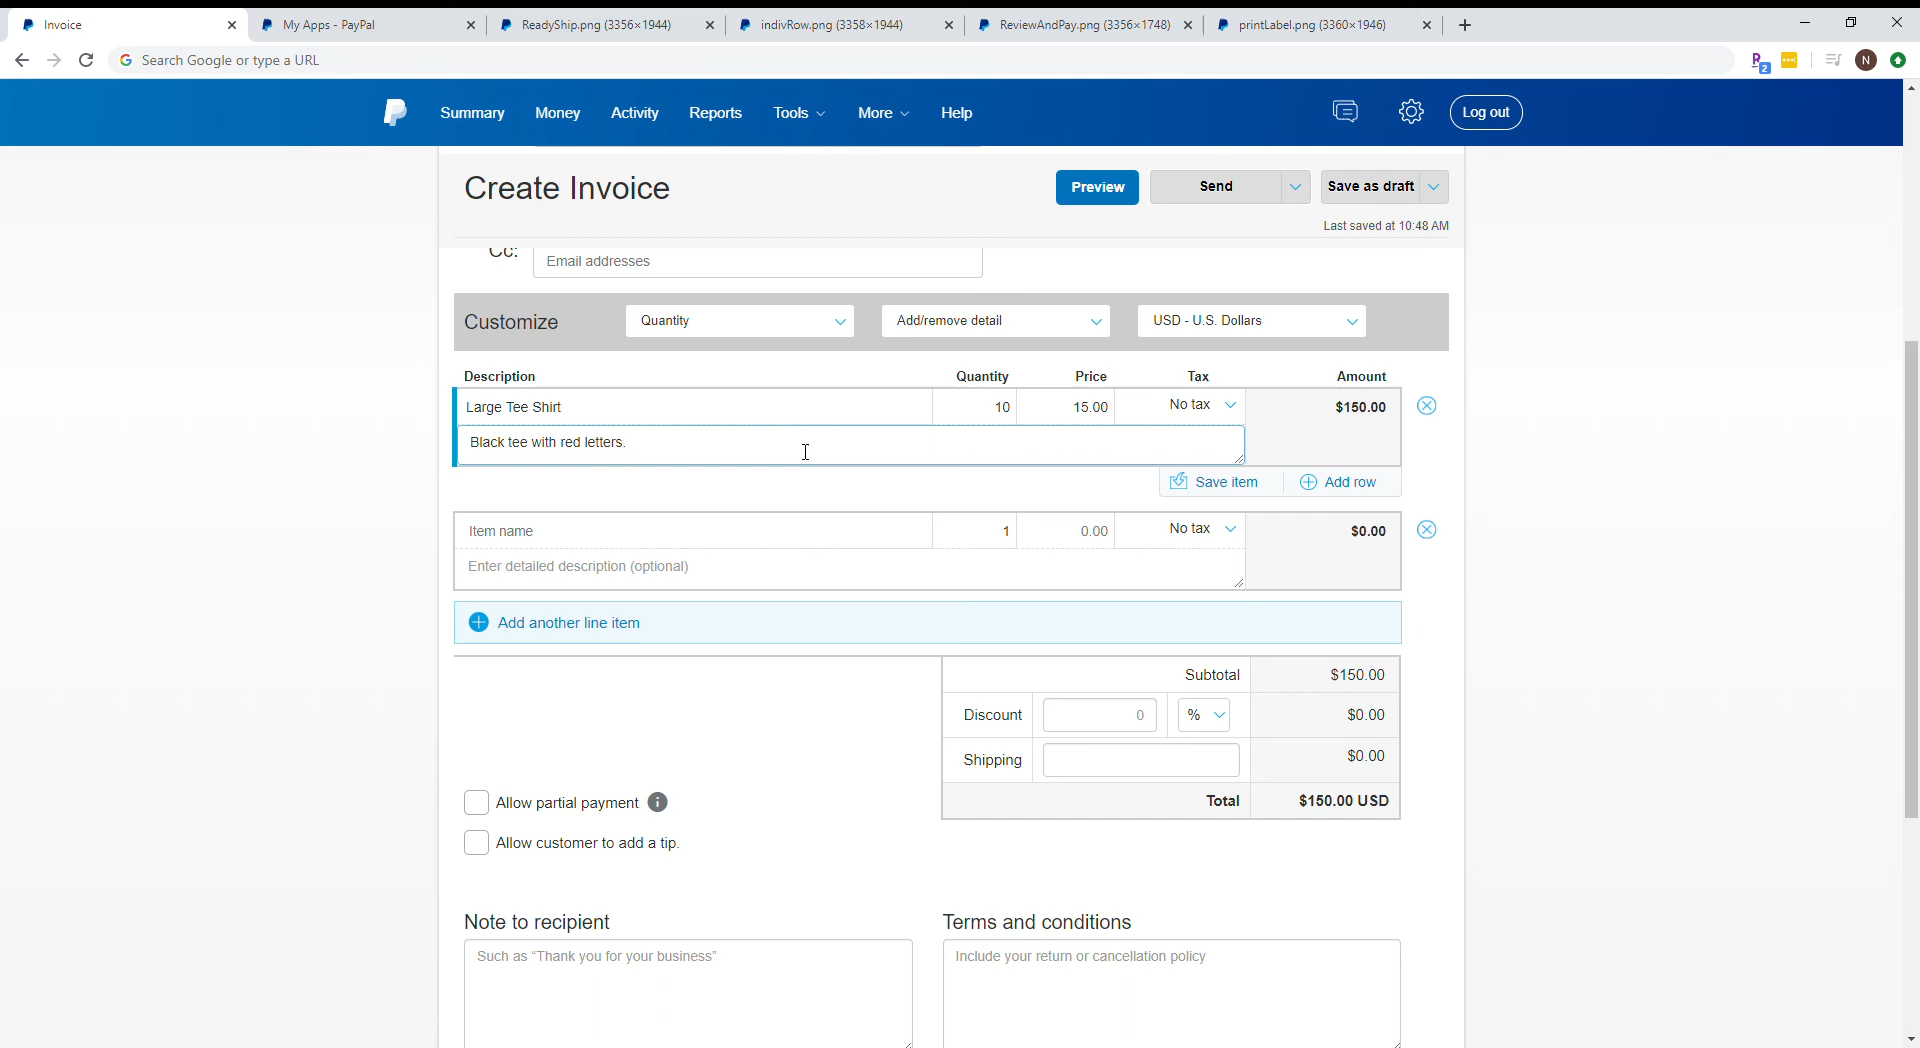 Invoice
My Apps - PayPal
ReadyShip.png (3356×1944)
indivRow.png (3358×1944)
ReviewAndPay.png (3356×1748)
printLabel.png (3360×1946)
Search Google or type a URL
2
N
Summary
Money
Activity
Reports
Tools
More
Help
Log out
Create Invoice
Preview
Send
Save as draft
Last saved at 10:48 AM
Cc:
Email addresses
Customize
Quantity
Add/remove detail
USD - U.S. Dollars
Description
Quantity
Price
Tax
Amount
Large Tee Shirt
10
15.00
No tax
$150.00
Black tee with red letters.
Save item
Add row
Item name
1
0.00
No tax
$0.00
Enter detailed description (optional)
Add another line item
Subtotal
$150.00
Discount
0
%
$0.00
Shipping
$0.00
Total
$150.00 USD
Allow partial payment
Allow customer to add a tip.
Note to recipient
Such as “Thank you for your business”
Terms and conditions
Include your return or cancellation policy